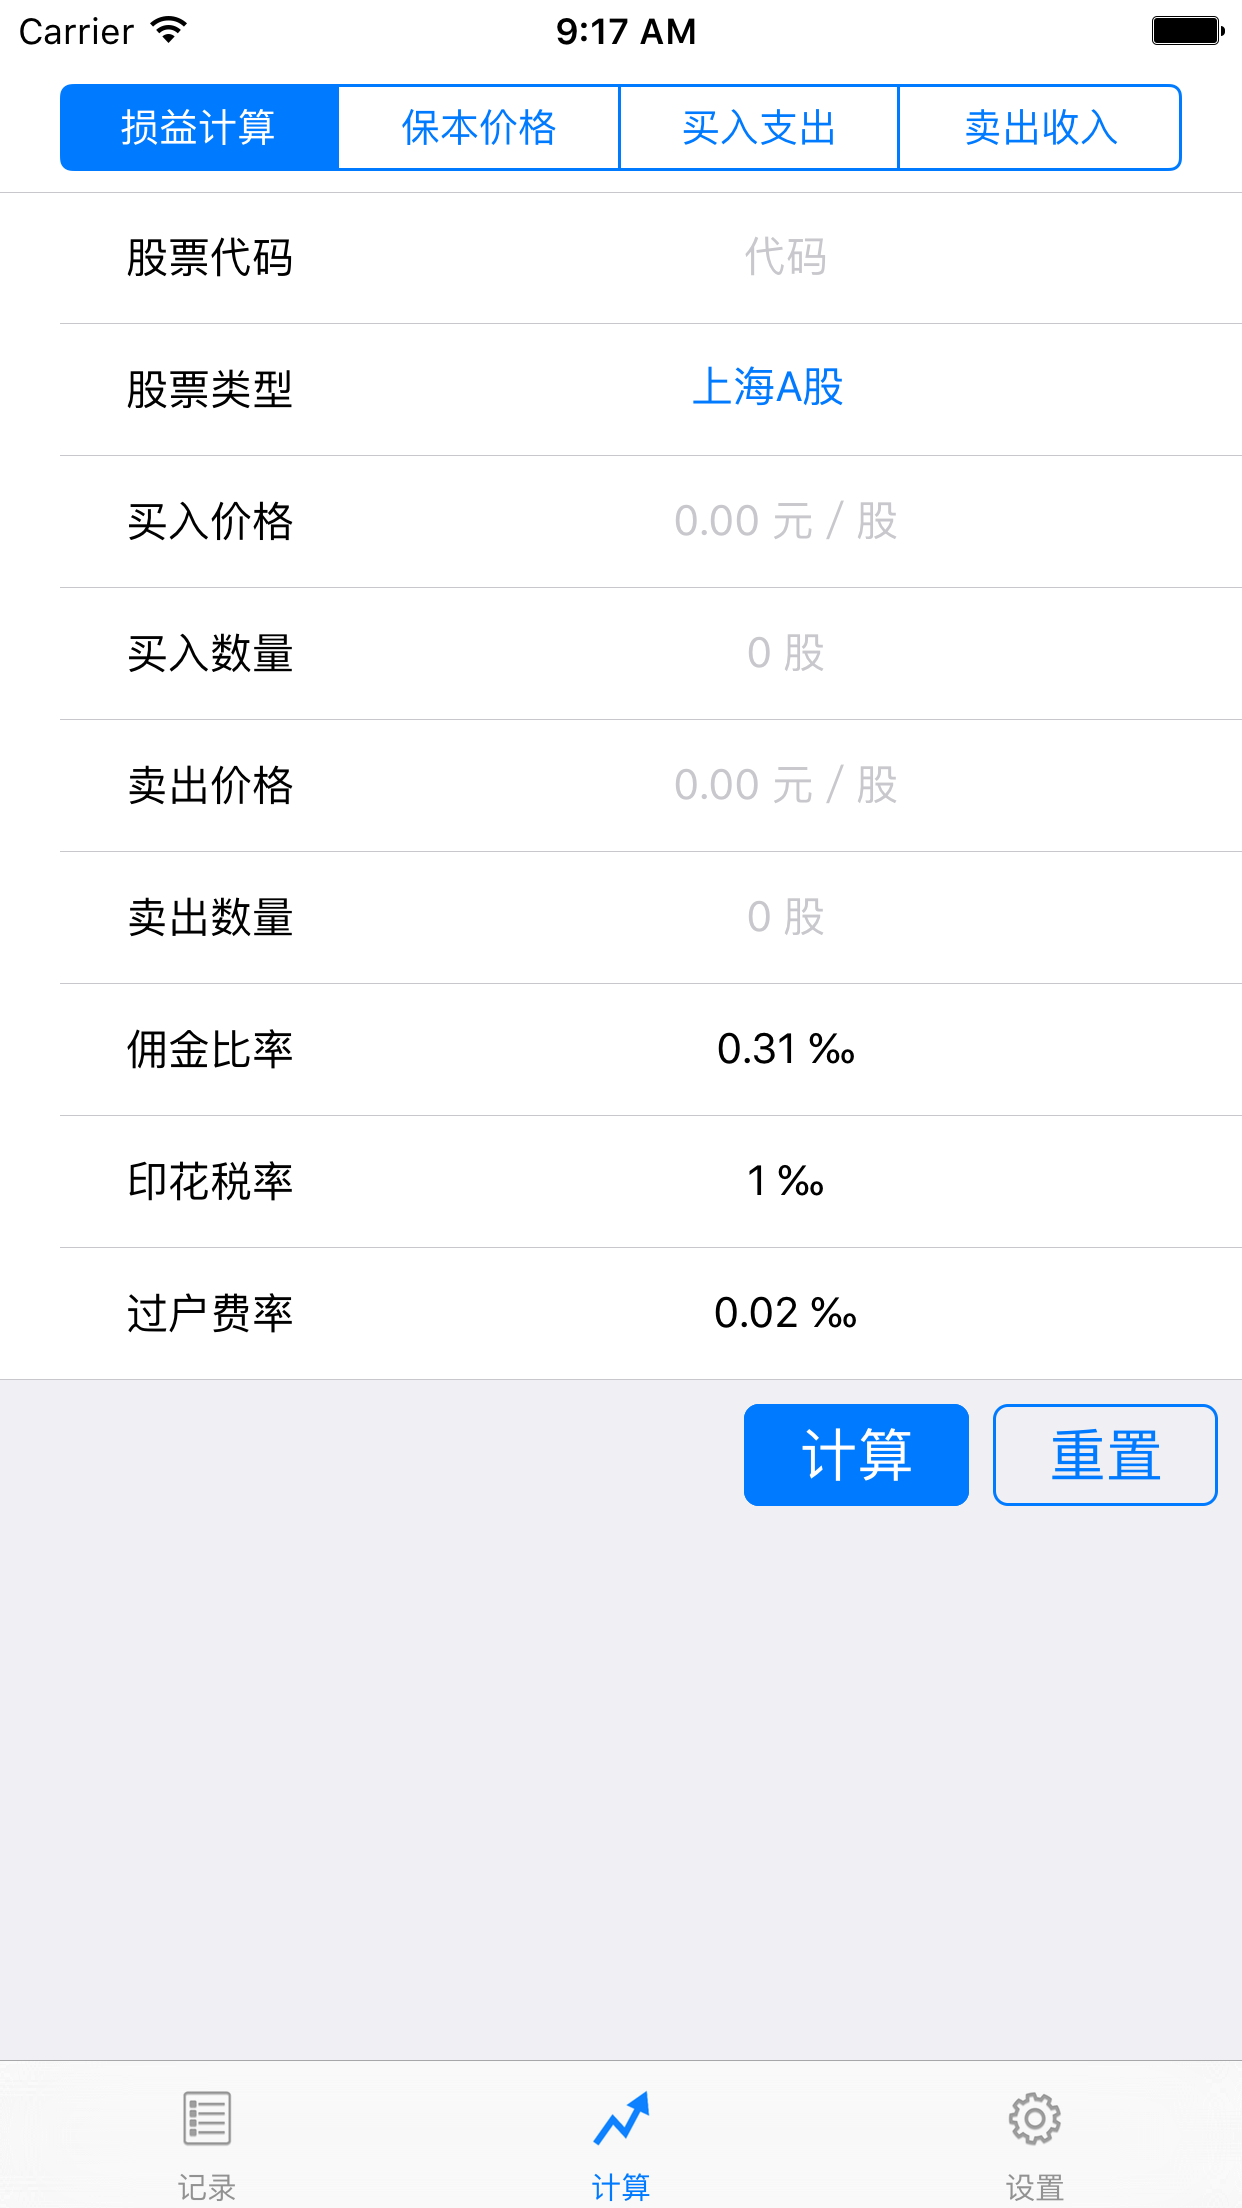 Carrier 9:17 AM
损益计算 保本价格 买入支出 卖出收入
股票代码 代码
股票类型 上海A股
买入价格 0.00 元 / 股
买入数量 0 股
卖出价格 0.00 元 / 股
卖出数量 0 股
佣金比率 0.31 ‰
印花税率 1 ‰
过户费率 0.02 ‰
计算 重置
记录 计算 设置